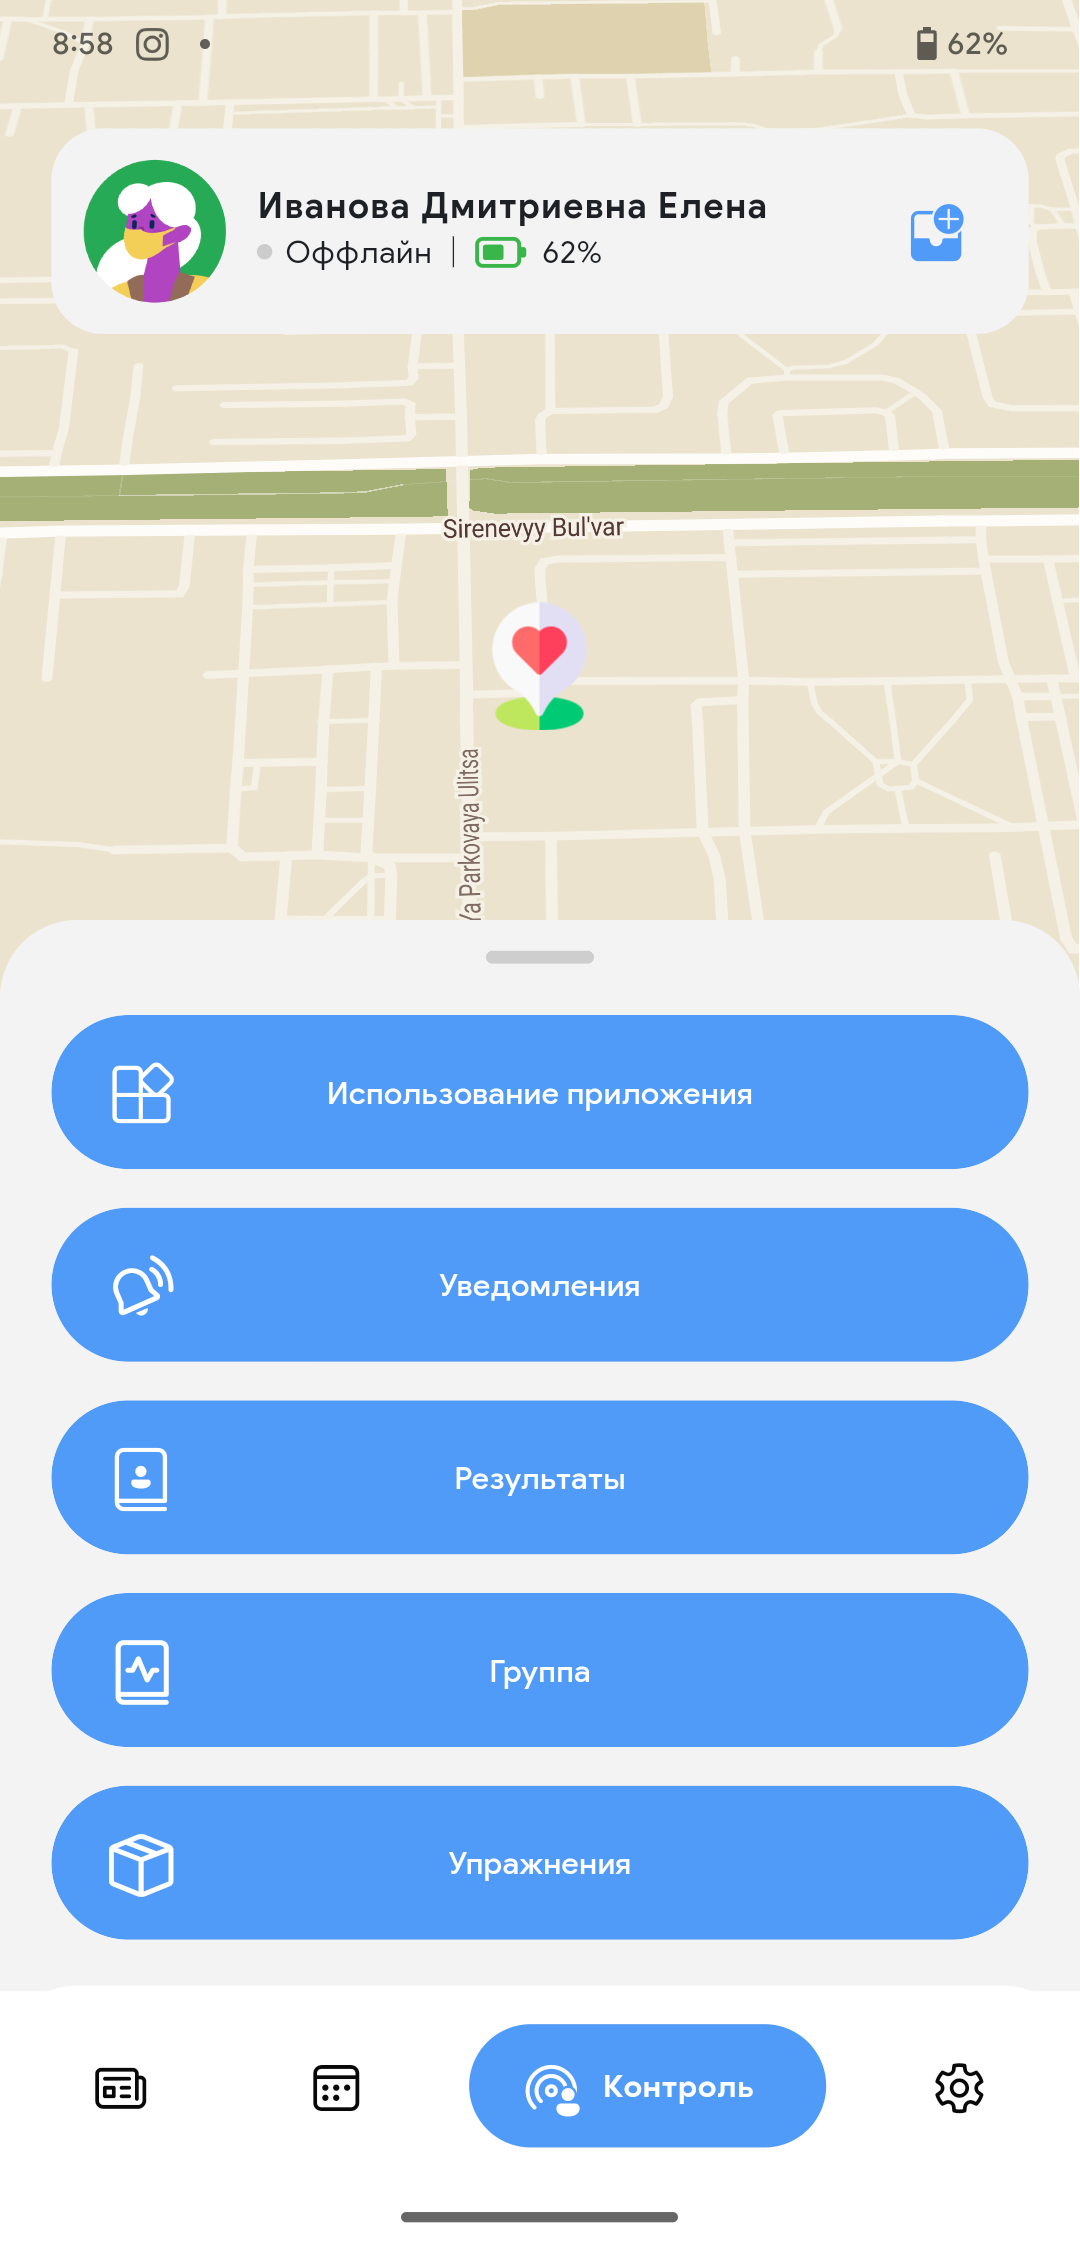 8:58
62%
Иванова Дмитриевна Елена
Оффлайн | 62%
Sirenevyy Bul'var
Ya Parkovaya Ulitsa
Использование приложения
Уведомления
Результаты
Группа
Упражнения
Контроль